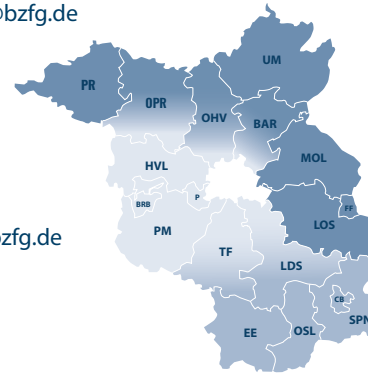 @bzfg.de
UM
PR
OPR
OHV
BAR
MOL
HVL
BRB
P
FF
LOS
PM
TF
LDS
CB
SPN
EE
OSL
bzfg.de